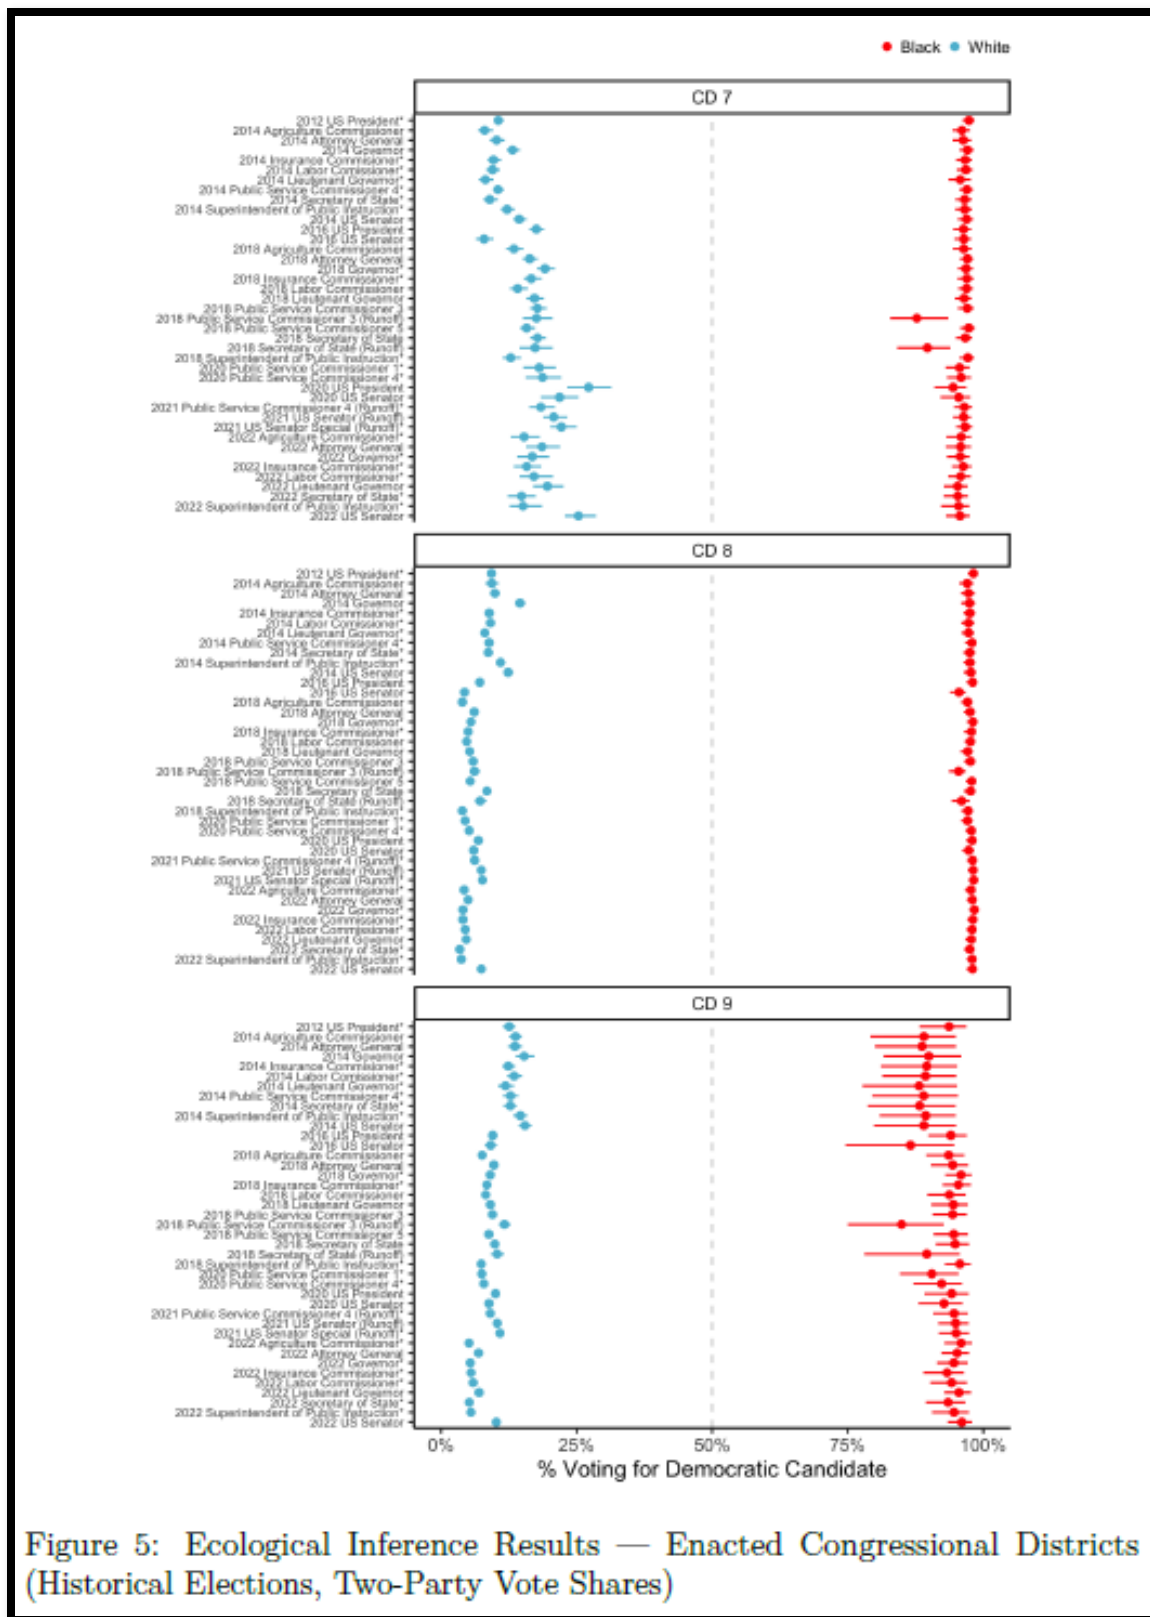 Black White
CD 7
2012 US President*
2014 Agriculture Commissioner
2014 Attorney General
2014 Governor
2014 Insurance Commisioner*
2014 Labor Comissioner*
2014 Lieutenant Governor*
2014 Public Service Commissioner 4*
2014 Secretary of State*
2014 Superintendent of Public Instruction*
2014 US Senator
2016 US President
2016 US Senator
2018 Agriculture Commissioner
2018 Attorney General
2018 Governor*
2018 Insurance Commissioner*
2018 Labor Commissioner
2018 Lieutenant Governor
2018 Public Service Commissioner 3
2018 Public Service Commissioner 3 (Runoff)
2018 Public Service Commissioner 5
2018 Secretary of State
2018 Secretary of State (Runoff)
2018 Superintendent of Public Instruction*
2020 Public Service Commissioner 1*
2020 Public Service Commissioner 4*
2020 US President
2020 US Senator
2021 Public Service Commissioner 4 (Runoff)*
2021 US Senator (Runoff)
2021 US Senator Special (Runoff)*
2022 Agriculture Commissioner*
2022 Attorney General
2022 Governor*
2022 Insurance Commissioner*
2022 Labor Commissioner*
2022 Lieutenant Governor
2022 Secretary of State*
2022 Superintendent of Public Instruction*
2022 US Senator
CD 8
2012 US President*
2014 Agriculture Commissioner
2014 Attorney General
2014 Governor
2014 Insurance Commisioner*
2014 Labor Comissioner*
2014 Lieutenant Governor*
2014 Public Service Commissioner 4*
2014 Secretary of State*
2014 Superintendent of Public Instruction*
2014 US Senator
2016 US President
2016 US Senator
2018 Agriculture Commissioner
2018 Attorney General
2018 Governor*
2018 Insurance Commissioner*
2018 Labor Commissioner
2018 Lieutenant Governor
2018 Public Service Commissioner 3
2018 Public Service Commissioner 3 (Runoff)
2018 Public Service Commissioner 5
2018 Secretary of State
2018 Secretary of State (Runoff)
2018 Superintendent of Public Instruction*
2020 Public Service Commissioner 1*
2020 Public Service Commissioner 4*
2020 US President
2020 US Senator
2021 Public Service Commissioner 4 (Runoff)*
2021 US Senator (Runoff)
2021 US Senator Special (Runoff)*
2022 Agriculture Commissioner*
2022 Attorney General
2022 Governor*
2022 Insurance Commissioner*
2022 Labor Commissioner*
2022 Lieutenant Governor
2022 Secretary of State*
2022 Superintendent of Public Instruction*
2022 US Senator
CD 9
2012 US President*
2014 Agriculture Commissioner
2014 Attorney General
2014 Governor
2014 Insurance Commisioner*
2014 Labor Comissioner*
2014 Lieutenant Governor*
2014 Public Service Commissioner 4*
2014 Secretary of State*
2014 Superintendent of Public Instruction*
2014 US Senator
2016 US President
2016 US Senator
2018 Agriculture Commissioner
2018 Attorney General
2018 Governor*
2018 Insurance Commissioner*
2018 Labor Commissioner
2018 Lieutenant Governor
2018 Public Service Commissioner 3
2018 Public Service Commissioner 3 (Runoff)
2018 Public Service Commissioner 5
2018 Secretary of State
2018 Secretary of State (Runoff)
2018 Superintendent of Public Instruction*
2020 Public Service Commissioner 1*
2020 Public Service Commissioner 4*
2020 US President
2020 US Senator
2021 Public Service Commissioner 4 (Runoff)*
2021 US Senator (Runoff)
2021 US Senator Special (Runoff)*
2022 Agriculture Commissioner*
2022 Attorney General
2022 Governor*
2022 Insurance Commissioner*
2022 Labor Commissioner*
2022 Lieutenant Governor
2022 Secretary of State*
2022 Superintendent of Public Instruction*
2022 US Senator
0% 25% 50% 75% 100%
% Voting for Democratic Candidate
Figure 5: Ecological Inference Results — Enacted Congressional Districts
(Historical Elections, Two-Party Vote Shares)